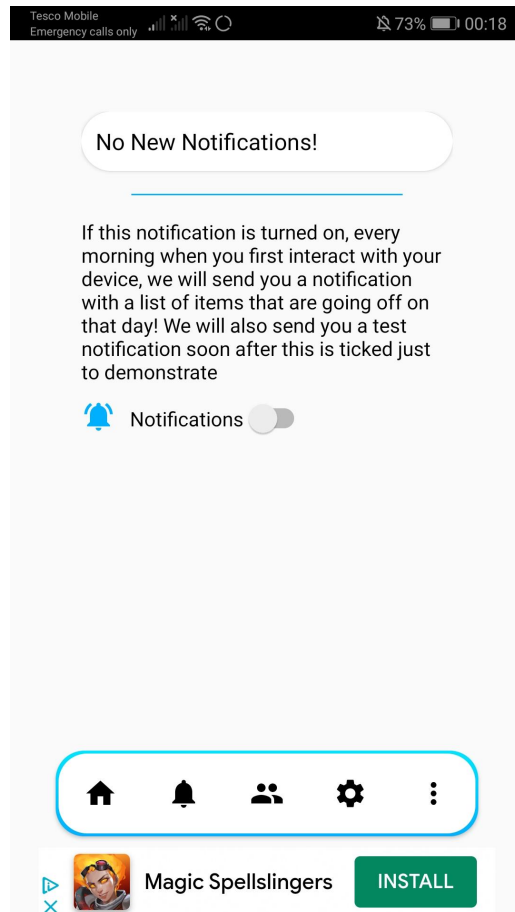 Tesco Mobile
Emergency calls only
73% 00:18
No New Notifications!
If this notification is turned on, every
morning when you first interact with your
device, we will send you a notification
with a list of items that are going off on
that day! We will also send you a test
notification soon after this is ticked just
to demonstrate
Notifications
Magic Spellslingers
INSTALL